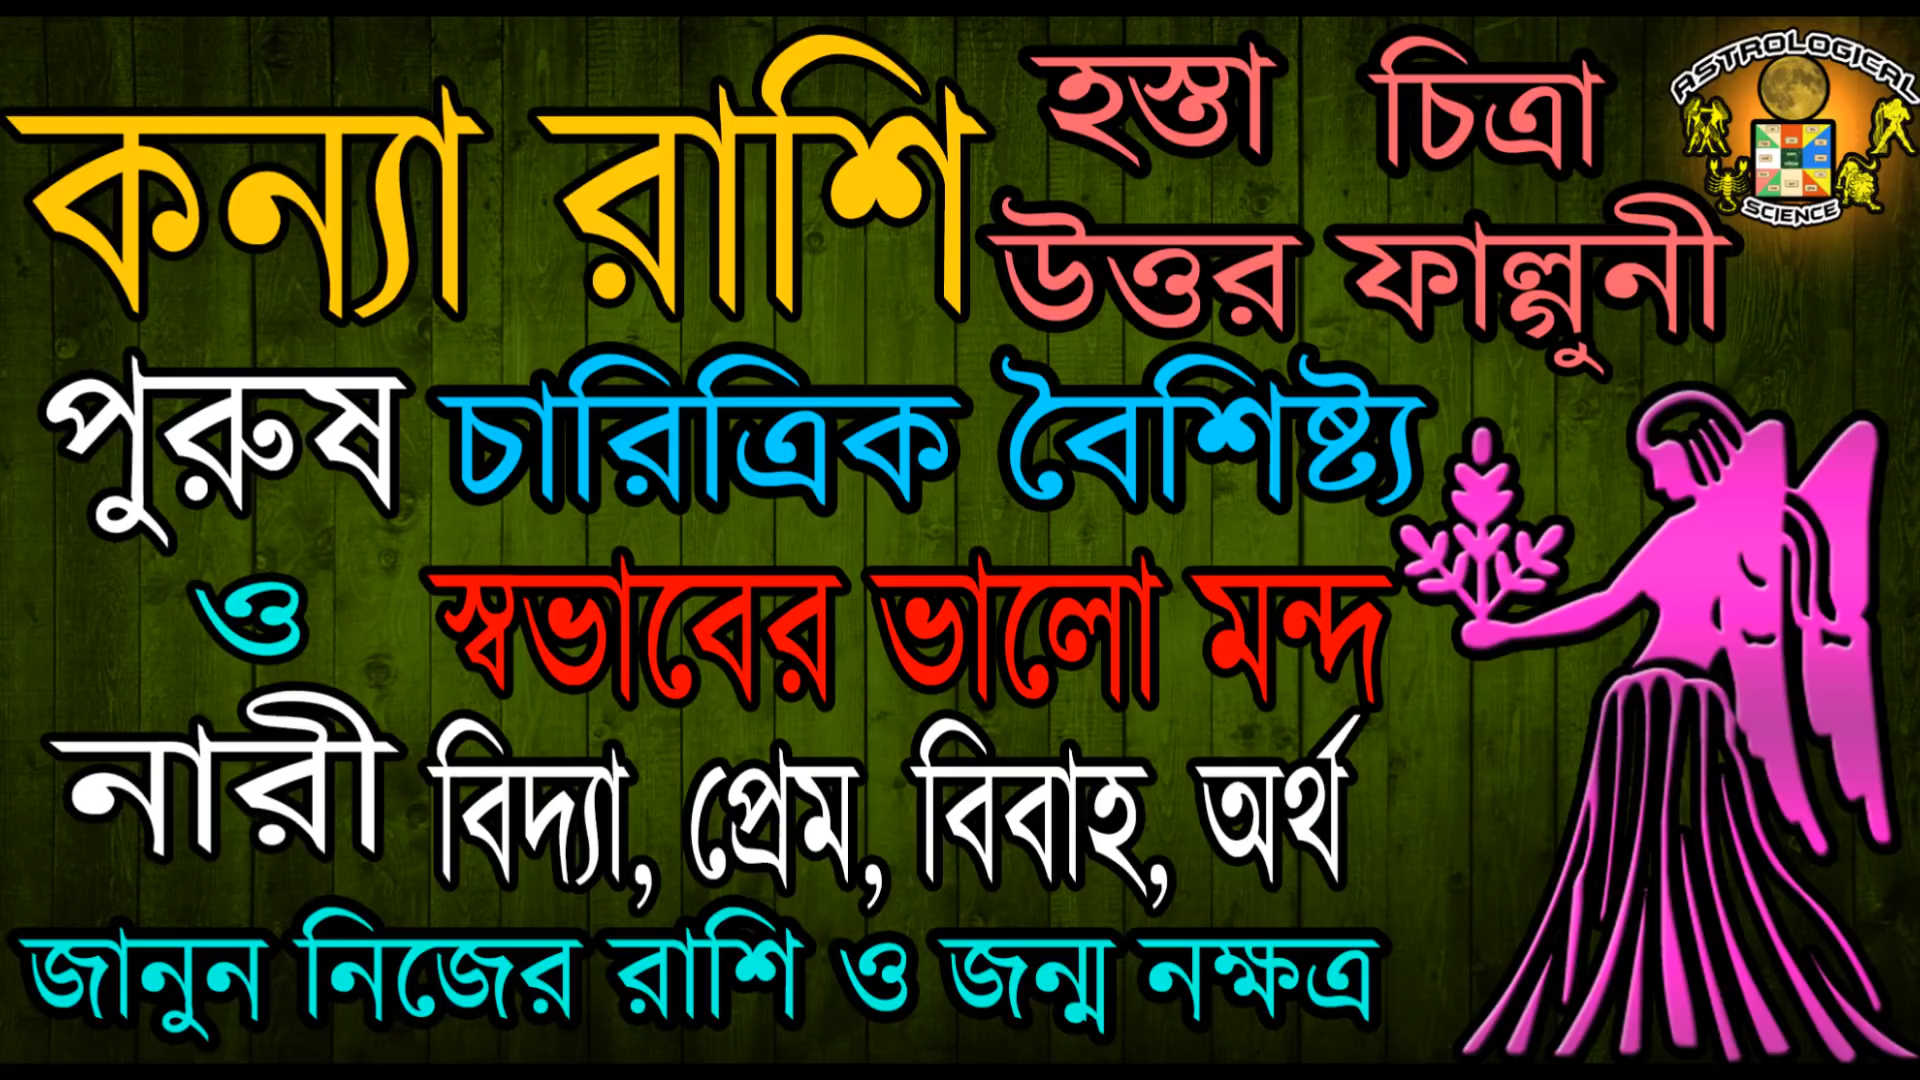 কন্যা রাশি
হস্তা চিত্রা
উত্তর ফাল্গুনী
ASTROLOGICAL
SCIENCE
পুরুষ
ও
নারী
চারিত্রিক বৈশিষ্ট্য
স্বভাবের ভালো মন্দ
বিদ্যা, প্রেম, বিবাহ, অর্থ
জানুন নিজের রাশি ও জন্ম নক্ষত্র